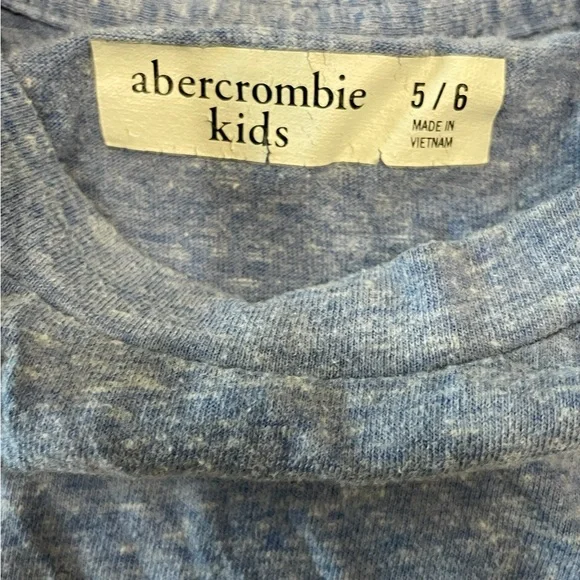 abercrombie
kids
5 / 6
MADE IN
VIETNAM